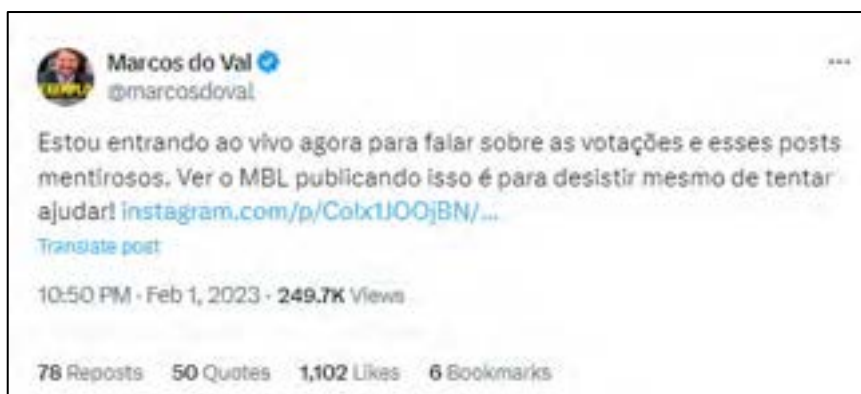 Marcos do Val
@marcosdoval
...
Estou entrando ao vivo agora para falar sobre as votações e esses posts
mentirosos. Ver o MBL publicando isso é para desistir mesmo de tentar
ajudar! instagram.com/p/Colx1JOOjBN/...
Translate post
10:50 PM · Feb 1, 2023 · 249.7K Views
78 Reposts 50 Quotes 1,102 Likes 6 Bookmarks